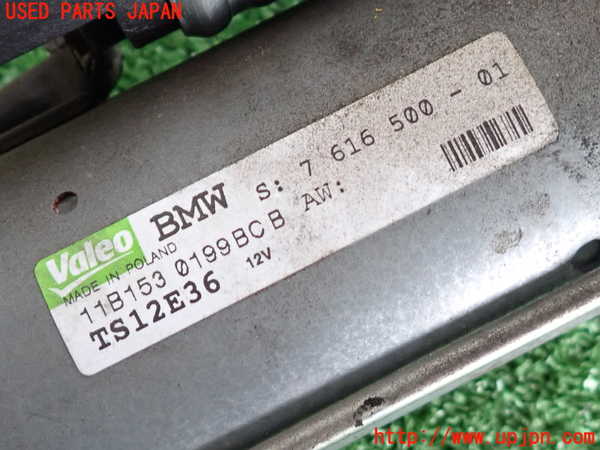 USED PARTS JAPAN
Valeo BMW S: 7 616 500 - 01
MADE IN POLAND AW:
11B153 0199BC B
TS12E36 12V
www.upjpn.com